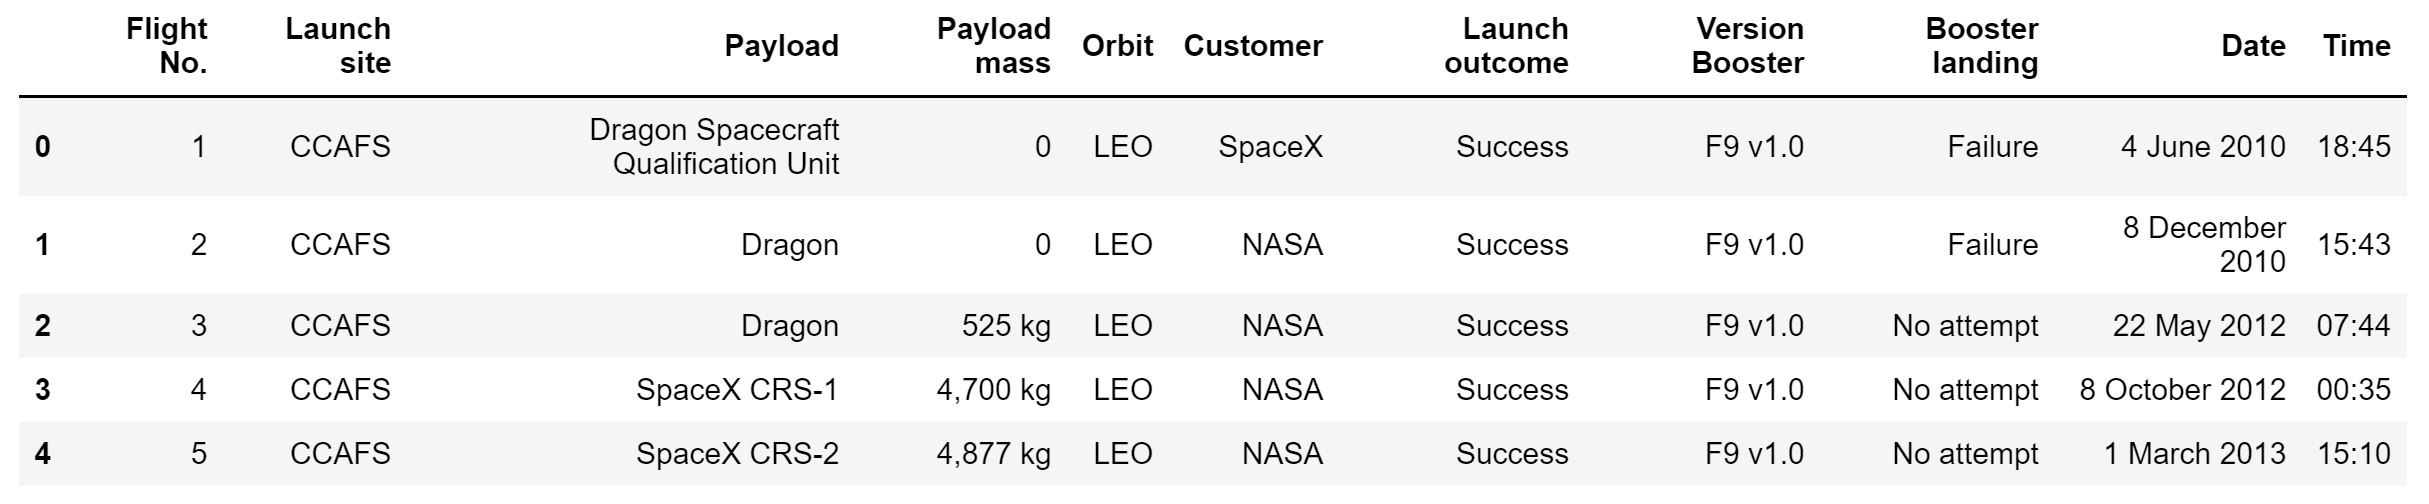 Flight No. Launch site Payload Payload mass Orbit Customer Launch outcome Version Booster Booster landing Date Time
0 1 CCAFS Dragon Spacecraft Qualification Unit 0 LEO SpaceX Success F9 v1.0 Failure 4 June 2010 18:45
1 2 CCAFS Dragon 0 LEO NASA Success F9 v1.0 Failure 8 December 2010 15:43
2 3 CCAFS Dragon 525 kg LEO NASA Success F9 v1.0 No attempt 22 May 2012 07:44
3 4 CCAFS SpaceX CRS-1 4,700 kg LEO NASA Success F9 v1.0 No attempt 8 October 2012 00:35
4 5 CCAFS SpaceX CRS-2 4,877 kg LEO NASA Success F9 v1.0 No attempt 1 March 2013 15:10